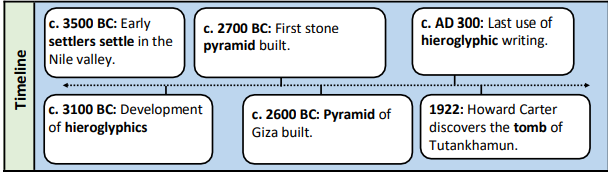 Timeline
c. 3500 BC: Early
settlers settle in the
Nile valley.
c. 3100 BC: Development
of hieroglyphics
c. 2700 BC: First stone
pyramid built.
c. 2600 BC: Pyramid of
Giza built.
c. AD 300: Last use of
hieroglyphic writing.
1922: Howard Carter
discovers the tomb of
Tutankhamun.